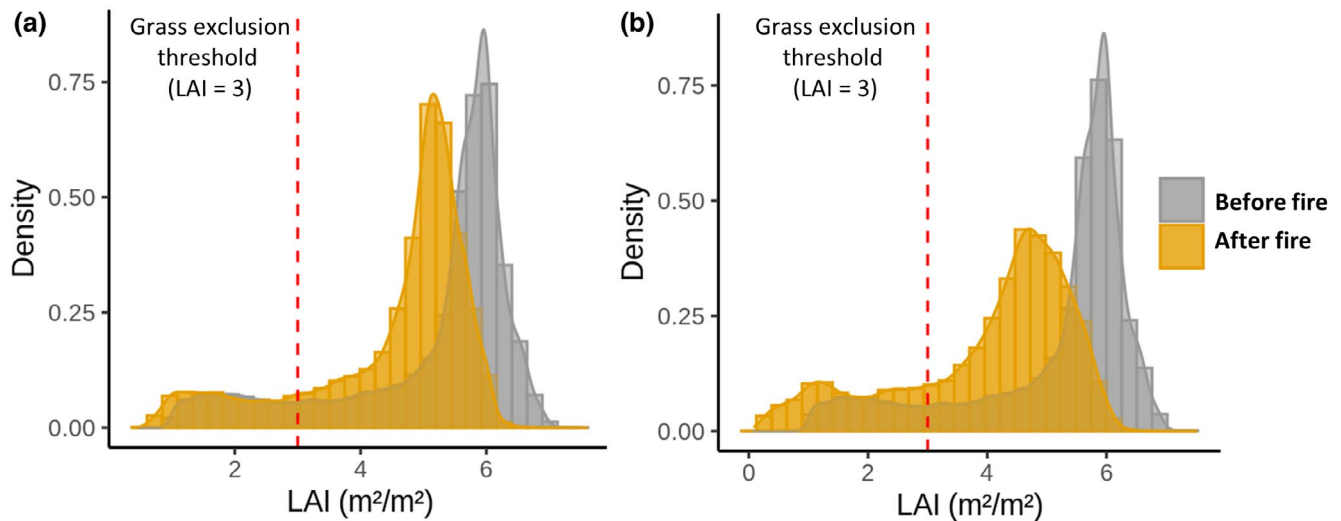 (a)
Grass exclusion
threshold
(LAI = 3)
0.75
0.50
0.25
0.00
Density
2 4 6
LAI (m²/m²)
(b)
Grass exclusion
threshold
(LAI = 3)
0.75
0.50
0.25
0.00
Density
0 2 4 6
LAI (m²/m²)
Before fire
After fire